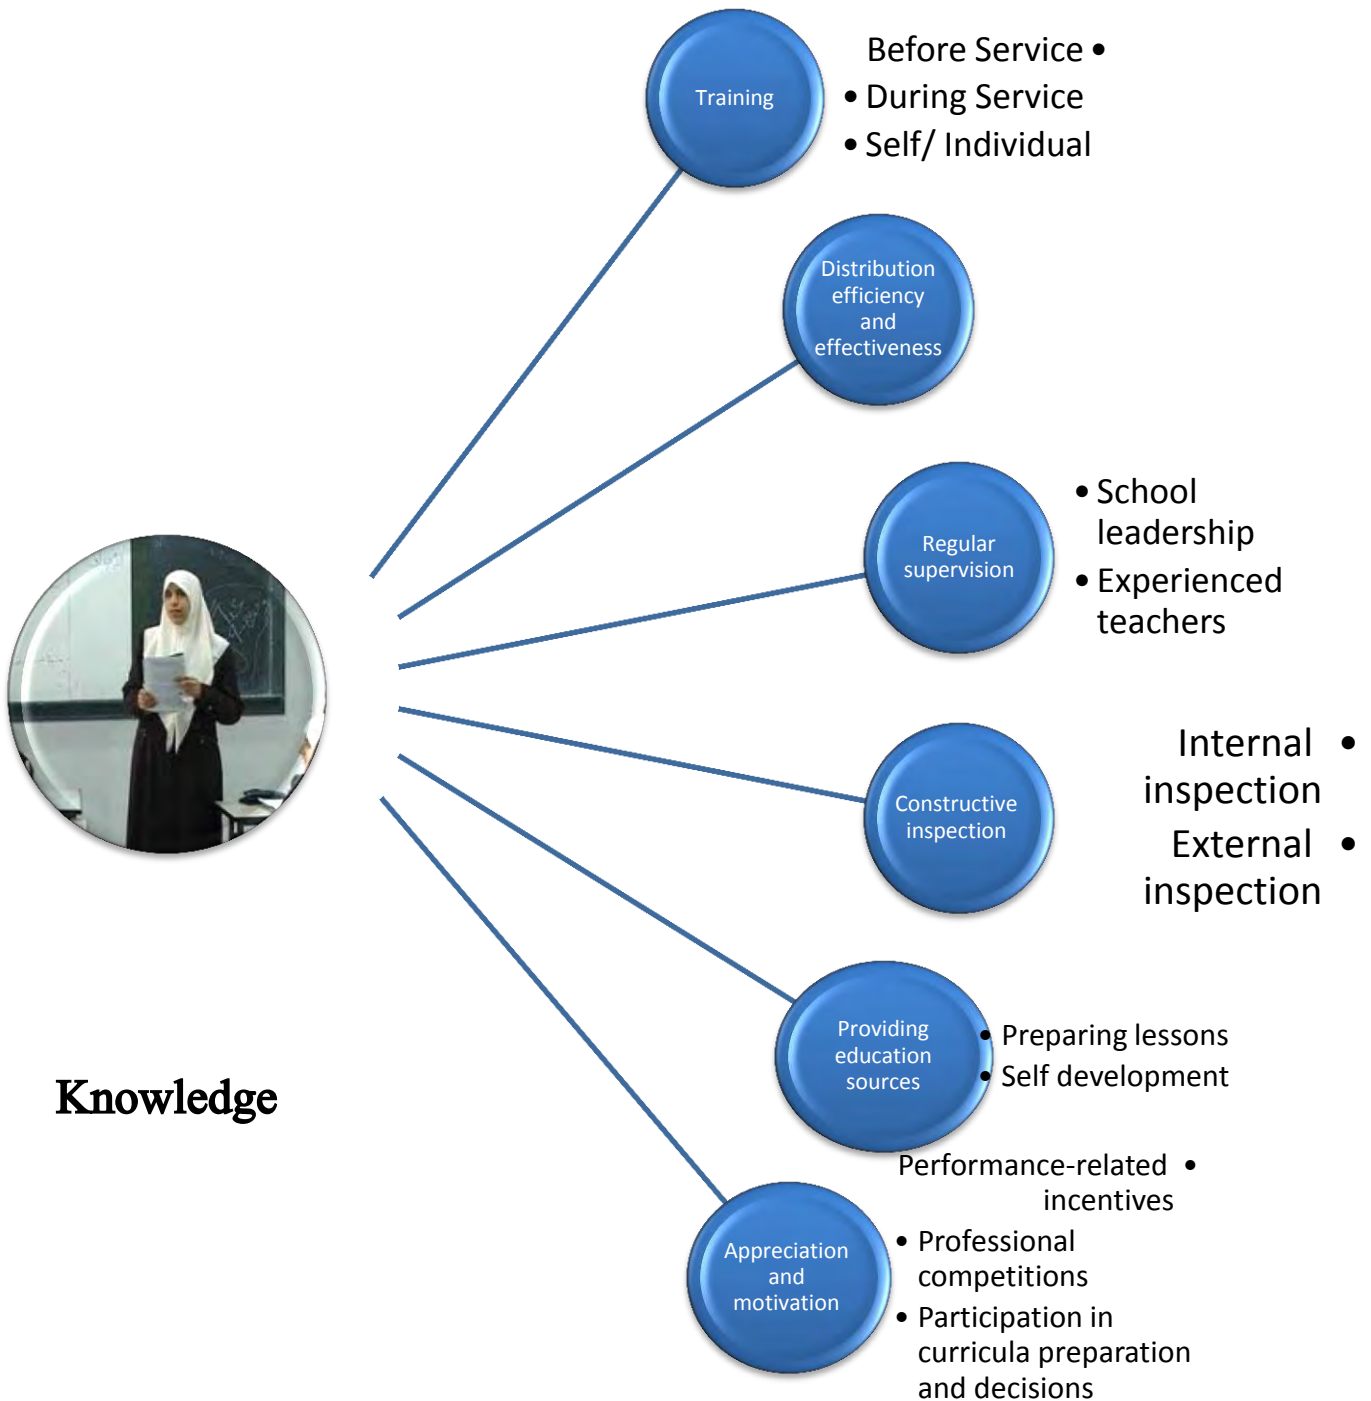 Training
Before Service •
• During Service
• Self/ Individual
Distribution
efficiency
and
effectiveness
Regular
supervision
• School
leadership
• Experienced
teachers
Constructive
inspection
Internal •
inspection
External •
inspection
Providing
education
sources
• Preparing lessons
• Self development
Knowledge
Appreciation
and
motivation
Performance-related •
incentives
• Professional
competitions
• Participation in
curricula preparation
and decisions